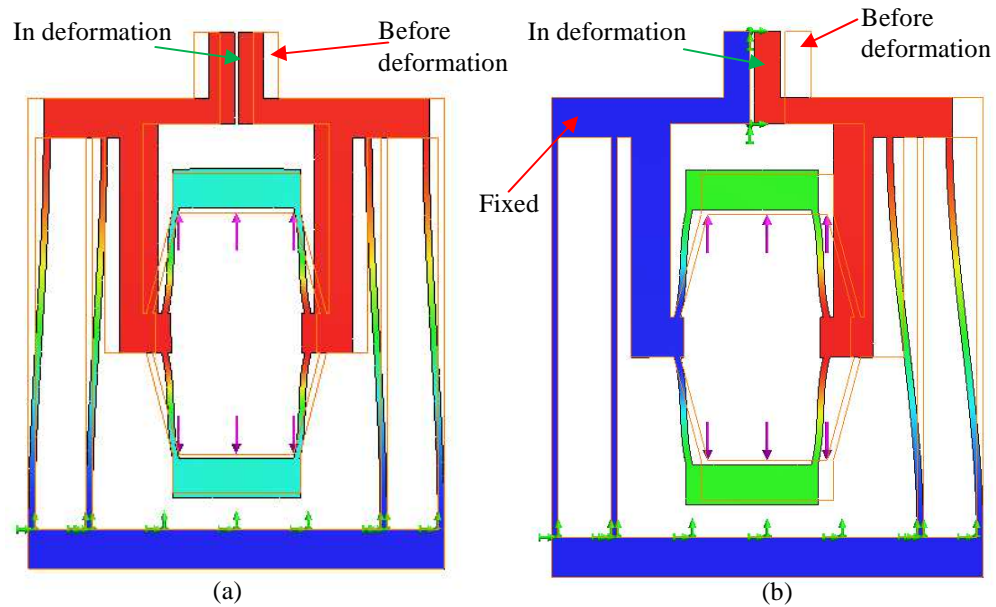 In deformation
Before
deformation
In deformation
Before
deformation
Fixed
(a)
(b)